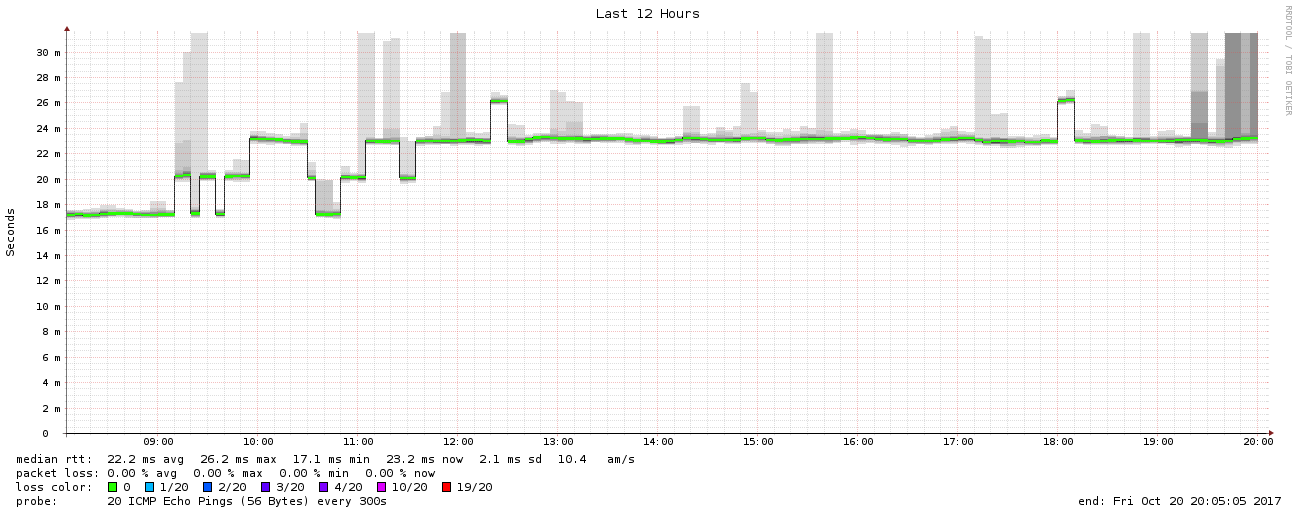 Last 12 Hours
RRDTOOL / TOBI OETIKER
Seconds
30 m
28 m
26 m
24 m
22 m
20 m
18 m
16 m
14 m
12 m
10 m
8 m
6 m
4 m
2 m
0
09:00 10:00 11:00 12:00 13:00 14:00 15:00 16:00 17:00 18:00 19:00 20:00
median rtt: 22.2 ms avg 26.2 ms max 17.1 ms min 23.2 ms now 2.1 ms sd 10.4 am/s
packet loss: 0.00 % avg 0.00 % max 0.00 % min 0.00 % now
loss color: 0 1/20 2/20 3/20 4/20 10/20 19/20
probe: 20 ICMP Echo Pings (56 Bytes) every 300s end: Fri Oct 20 20:05:05 2017